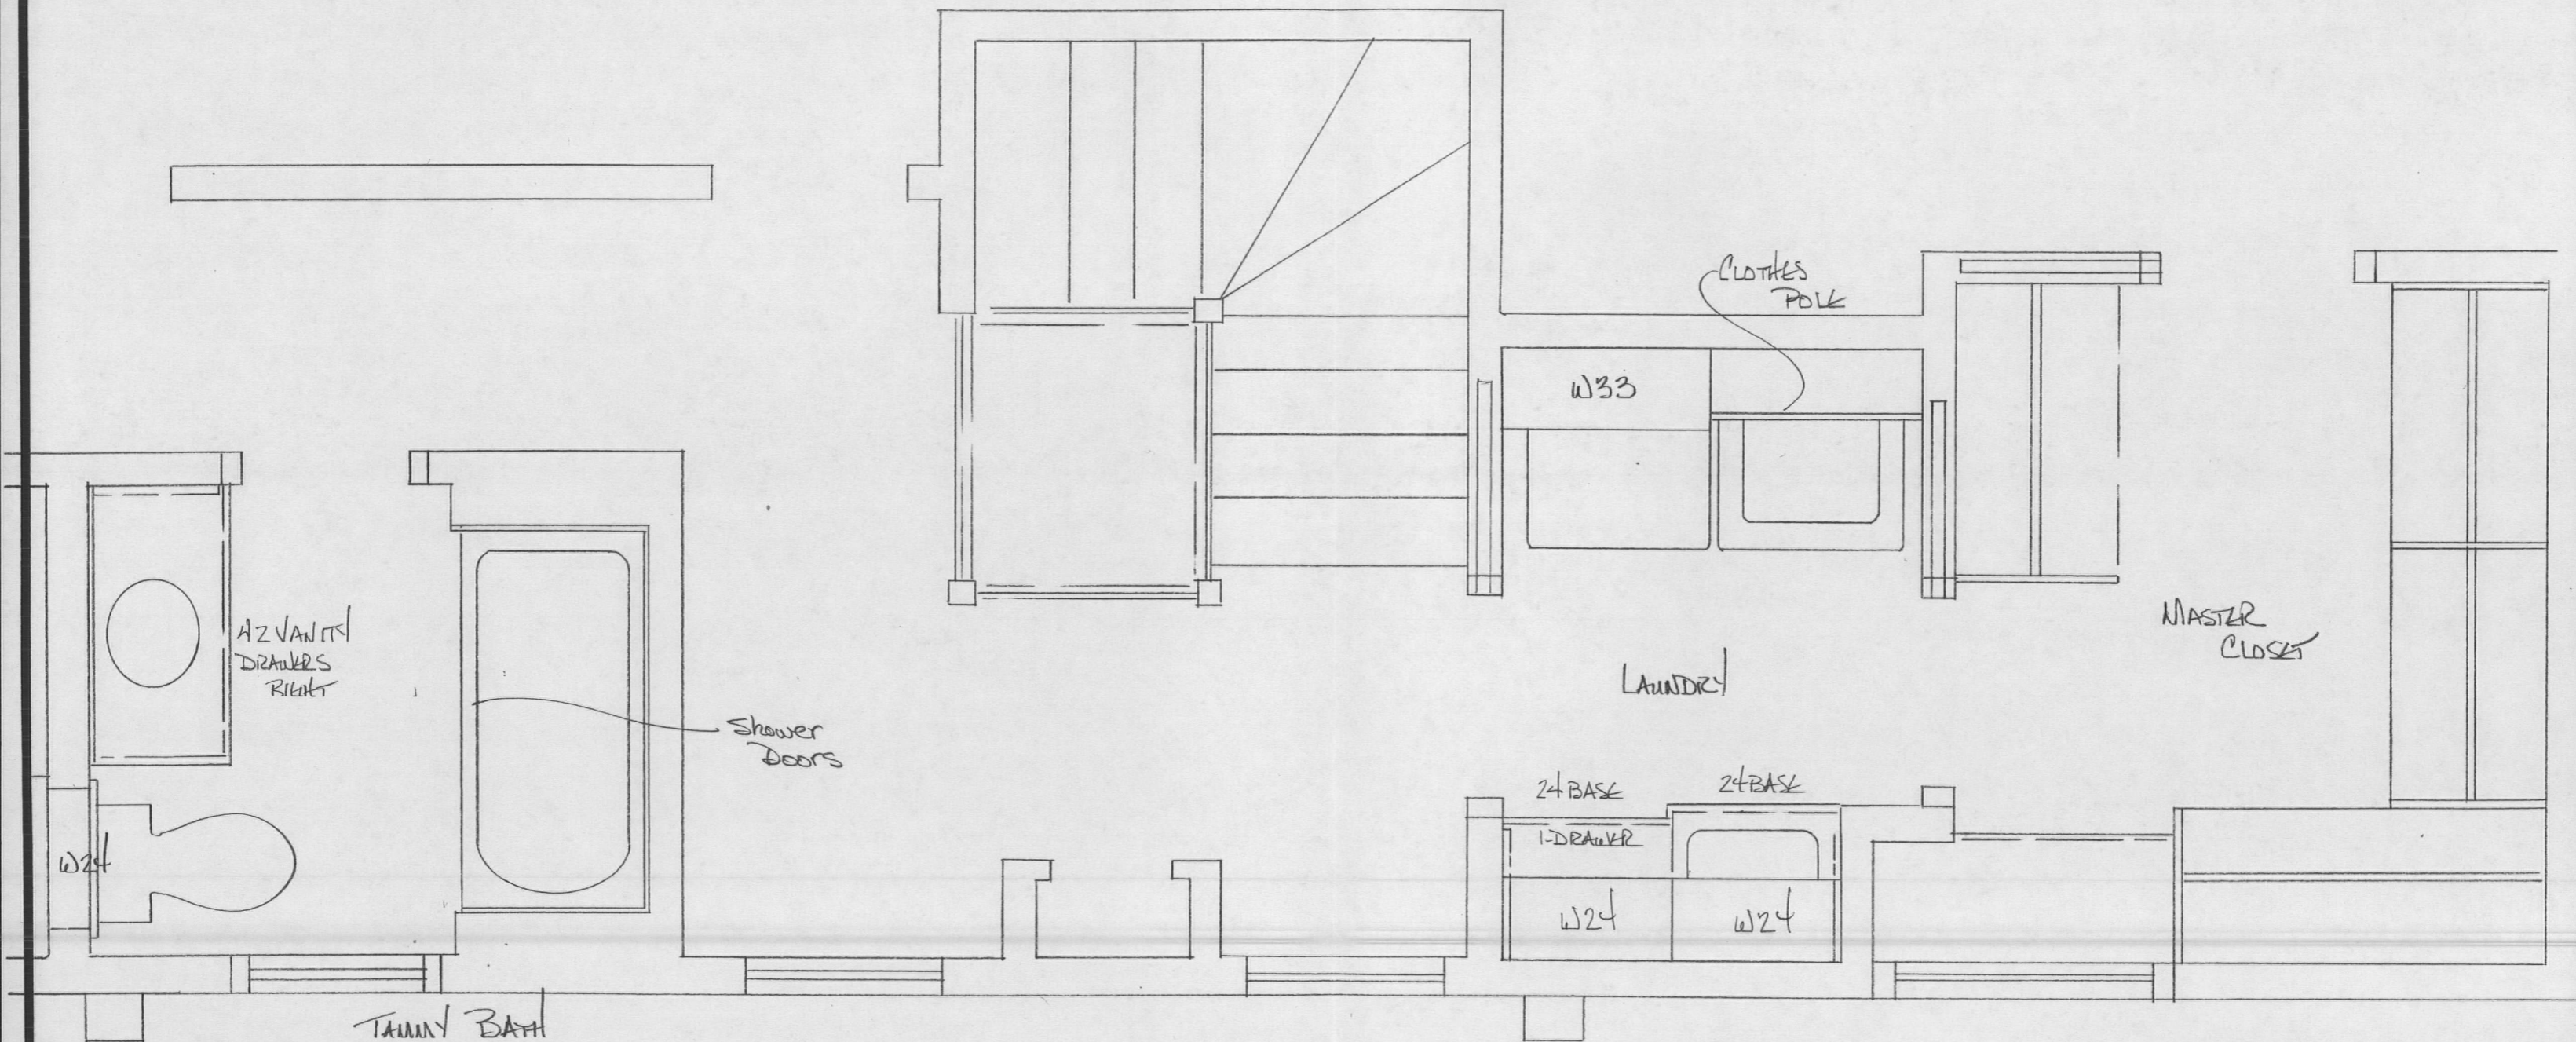 CLOTHES
POLE
W33
42 VANITY
DRAWERS
RIGHT
MASTER
CLOSET
LAUNDRY
Shower
Doors
24 BASE
24 BASE
1-DRAWER
W24
W24
W24
TAMMY BATH